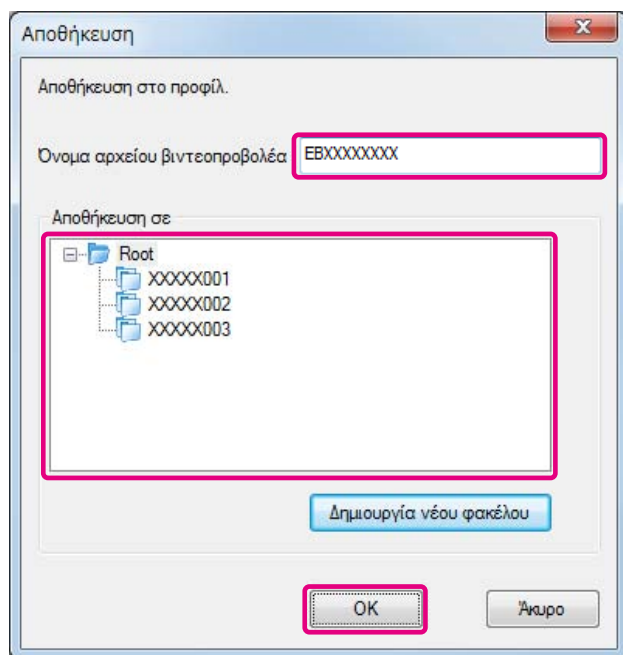 Αποθήκευση
Αποθήκευση στο προφίλ.
Όνομα αρχείου βιντεοπροβολέα EBXXXXXXXX
Αποθήκευση σε
Root
XXXXX001
XXXXX002
XXXXX003
Δημιουργία νέου φακέλου
OK Άκυρο